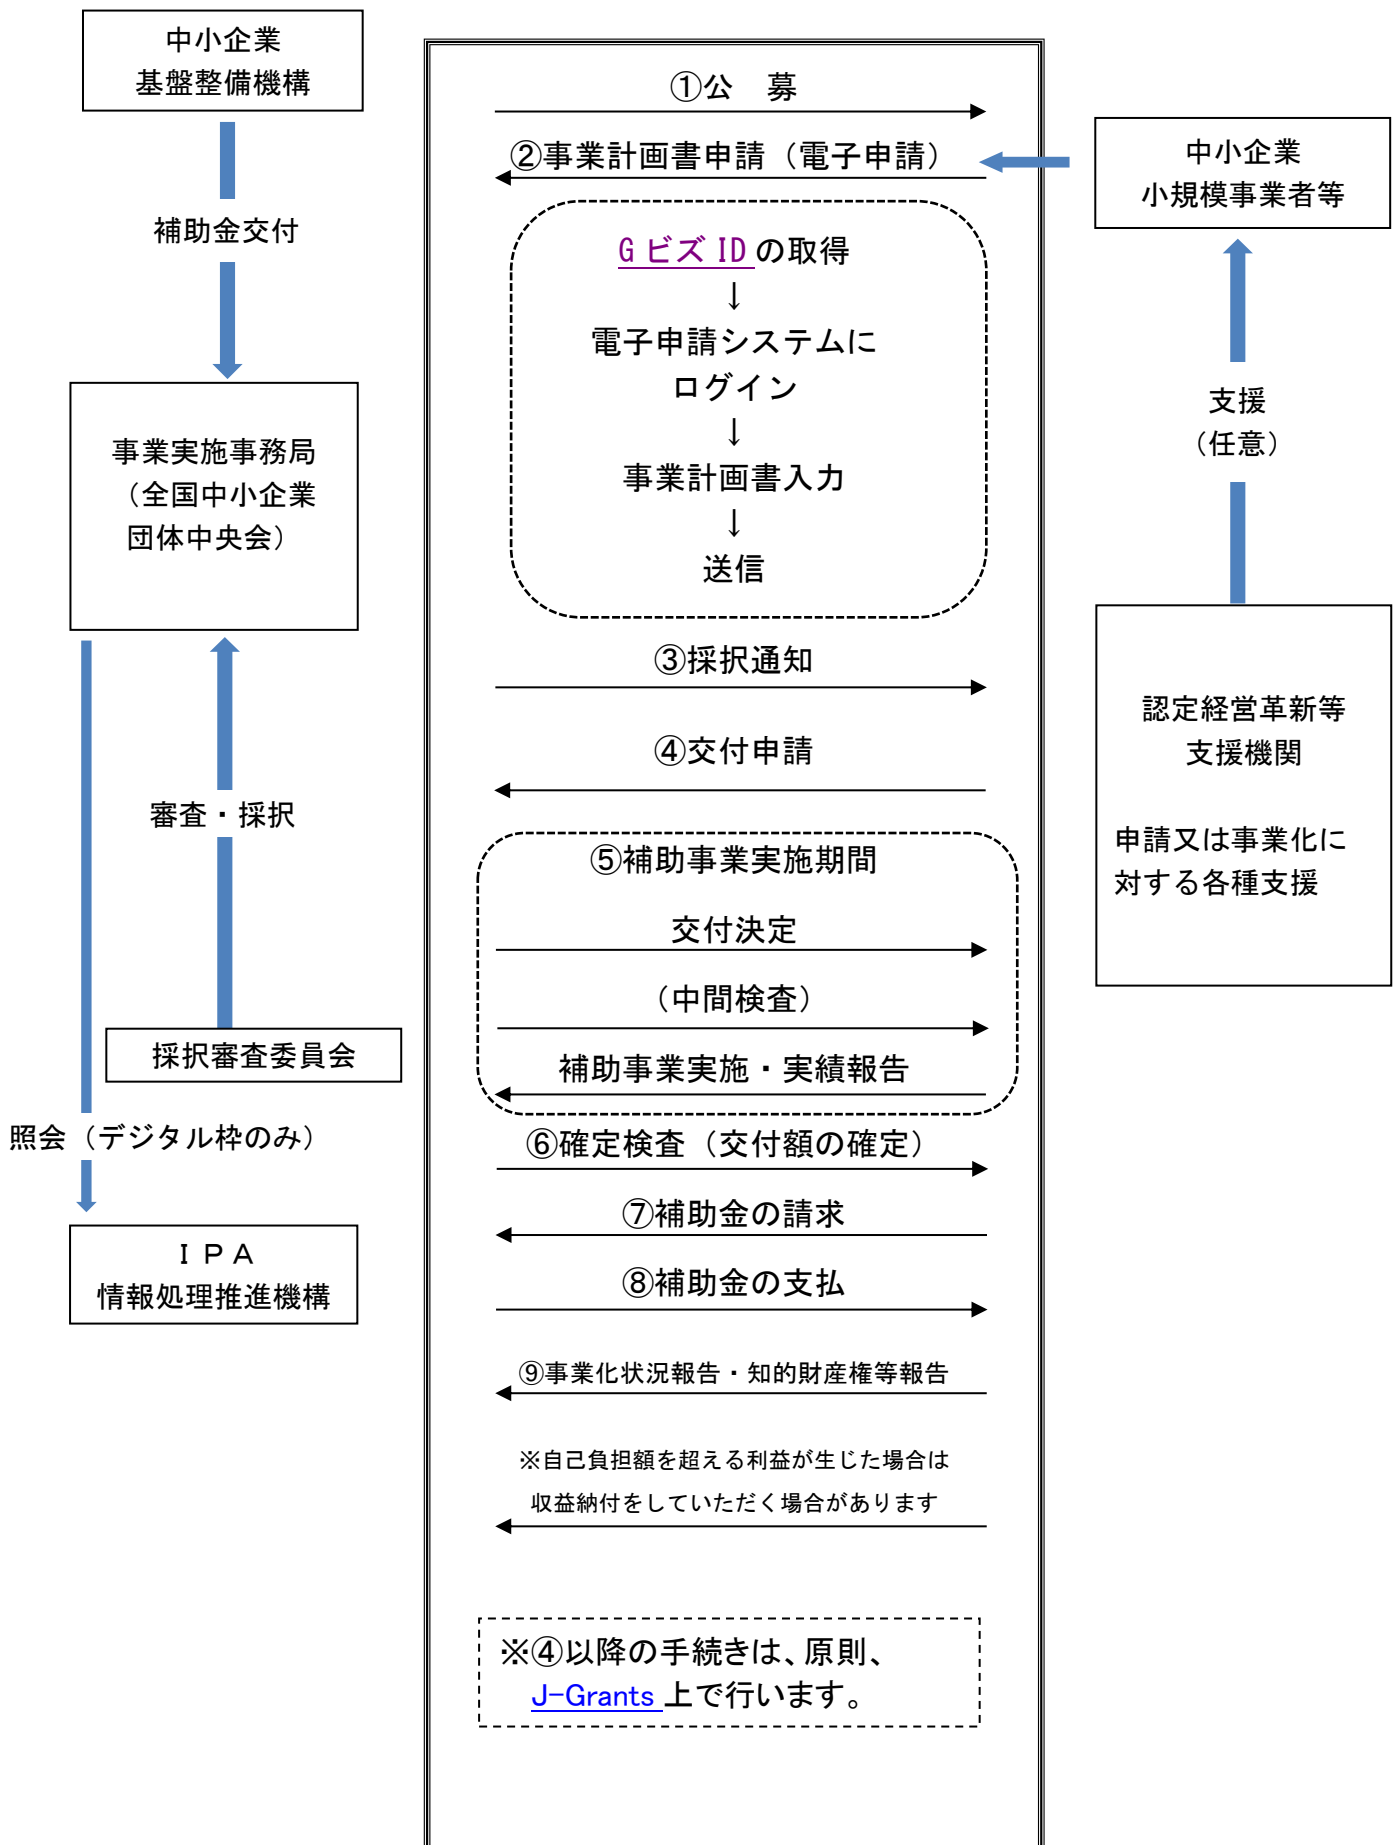 中小企業
基盤整備機構
補助金交付
事業実施事務局
（全国中小企業
団体中央会）
審査・採択
採択審査委員会
照会（デジタル枠のみ）
ＩＰＡ
情報処理推進機構
①公　募
②事業計画書申請（電子申請）
GビズIDの取得
↓
電子申請システムに
ログイン
↓
事業計画書入力
↓
送信
③採択通知
④交付申請
⑤補助事業実施期間
交付決定
（中間検査）
補助事業実施・実績報告
⑥確定検査（交付額の確定）
⑦補助金の請求
⑧補助金の支払
⑨事業化状況報告・知的財産権等報告
※自己負担額を超える利益が生じた場合は
収益納付をしていただく場合があります
※④以降の手続きは、原則、
J-Grants 上で行います。
中小企業
小規模事業者等
支援
（任意）
認定経営革新等
支援機関
申請又は事業化に
対する各種支援